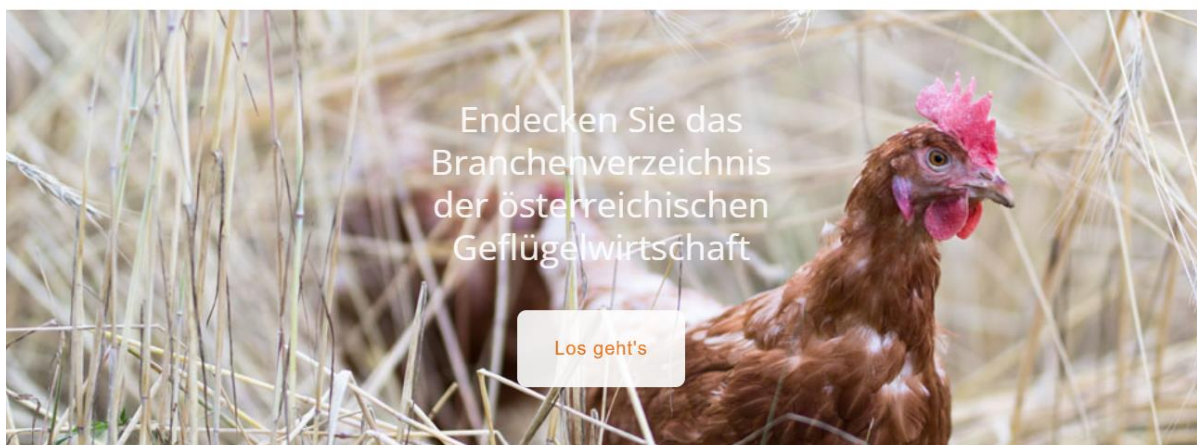 Endecken Sie das
Branchenverzeichnis
der österreichischen
Geflügelwirtschaft
Los geht's